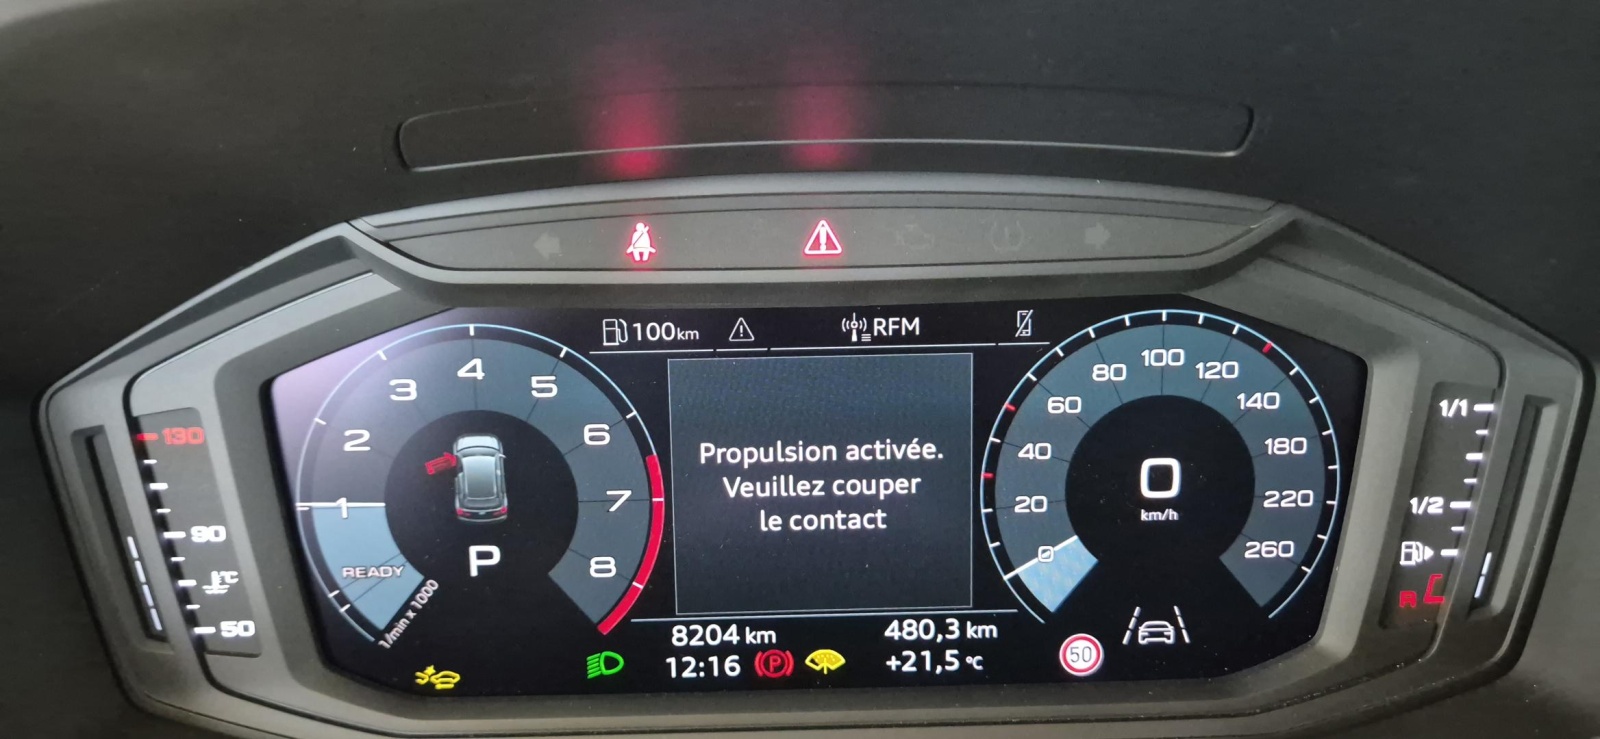 100 km
RFM
1
2
3
4
5
6
7
8
READY
1/min x 1000
P
Propulsion activée.
Veuillez couper
le contact
0
20
40
60
80
100
120
140
180
220
260
0
km/h
130
90
°C
50
1/1
1/2
R
8204 km
480,3 km
12:16
P
+21,5 °C
50